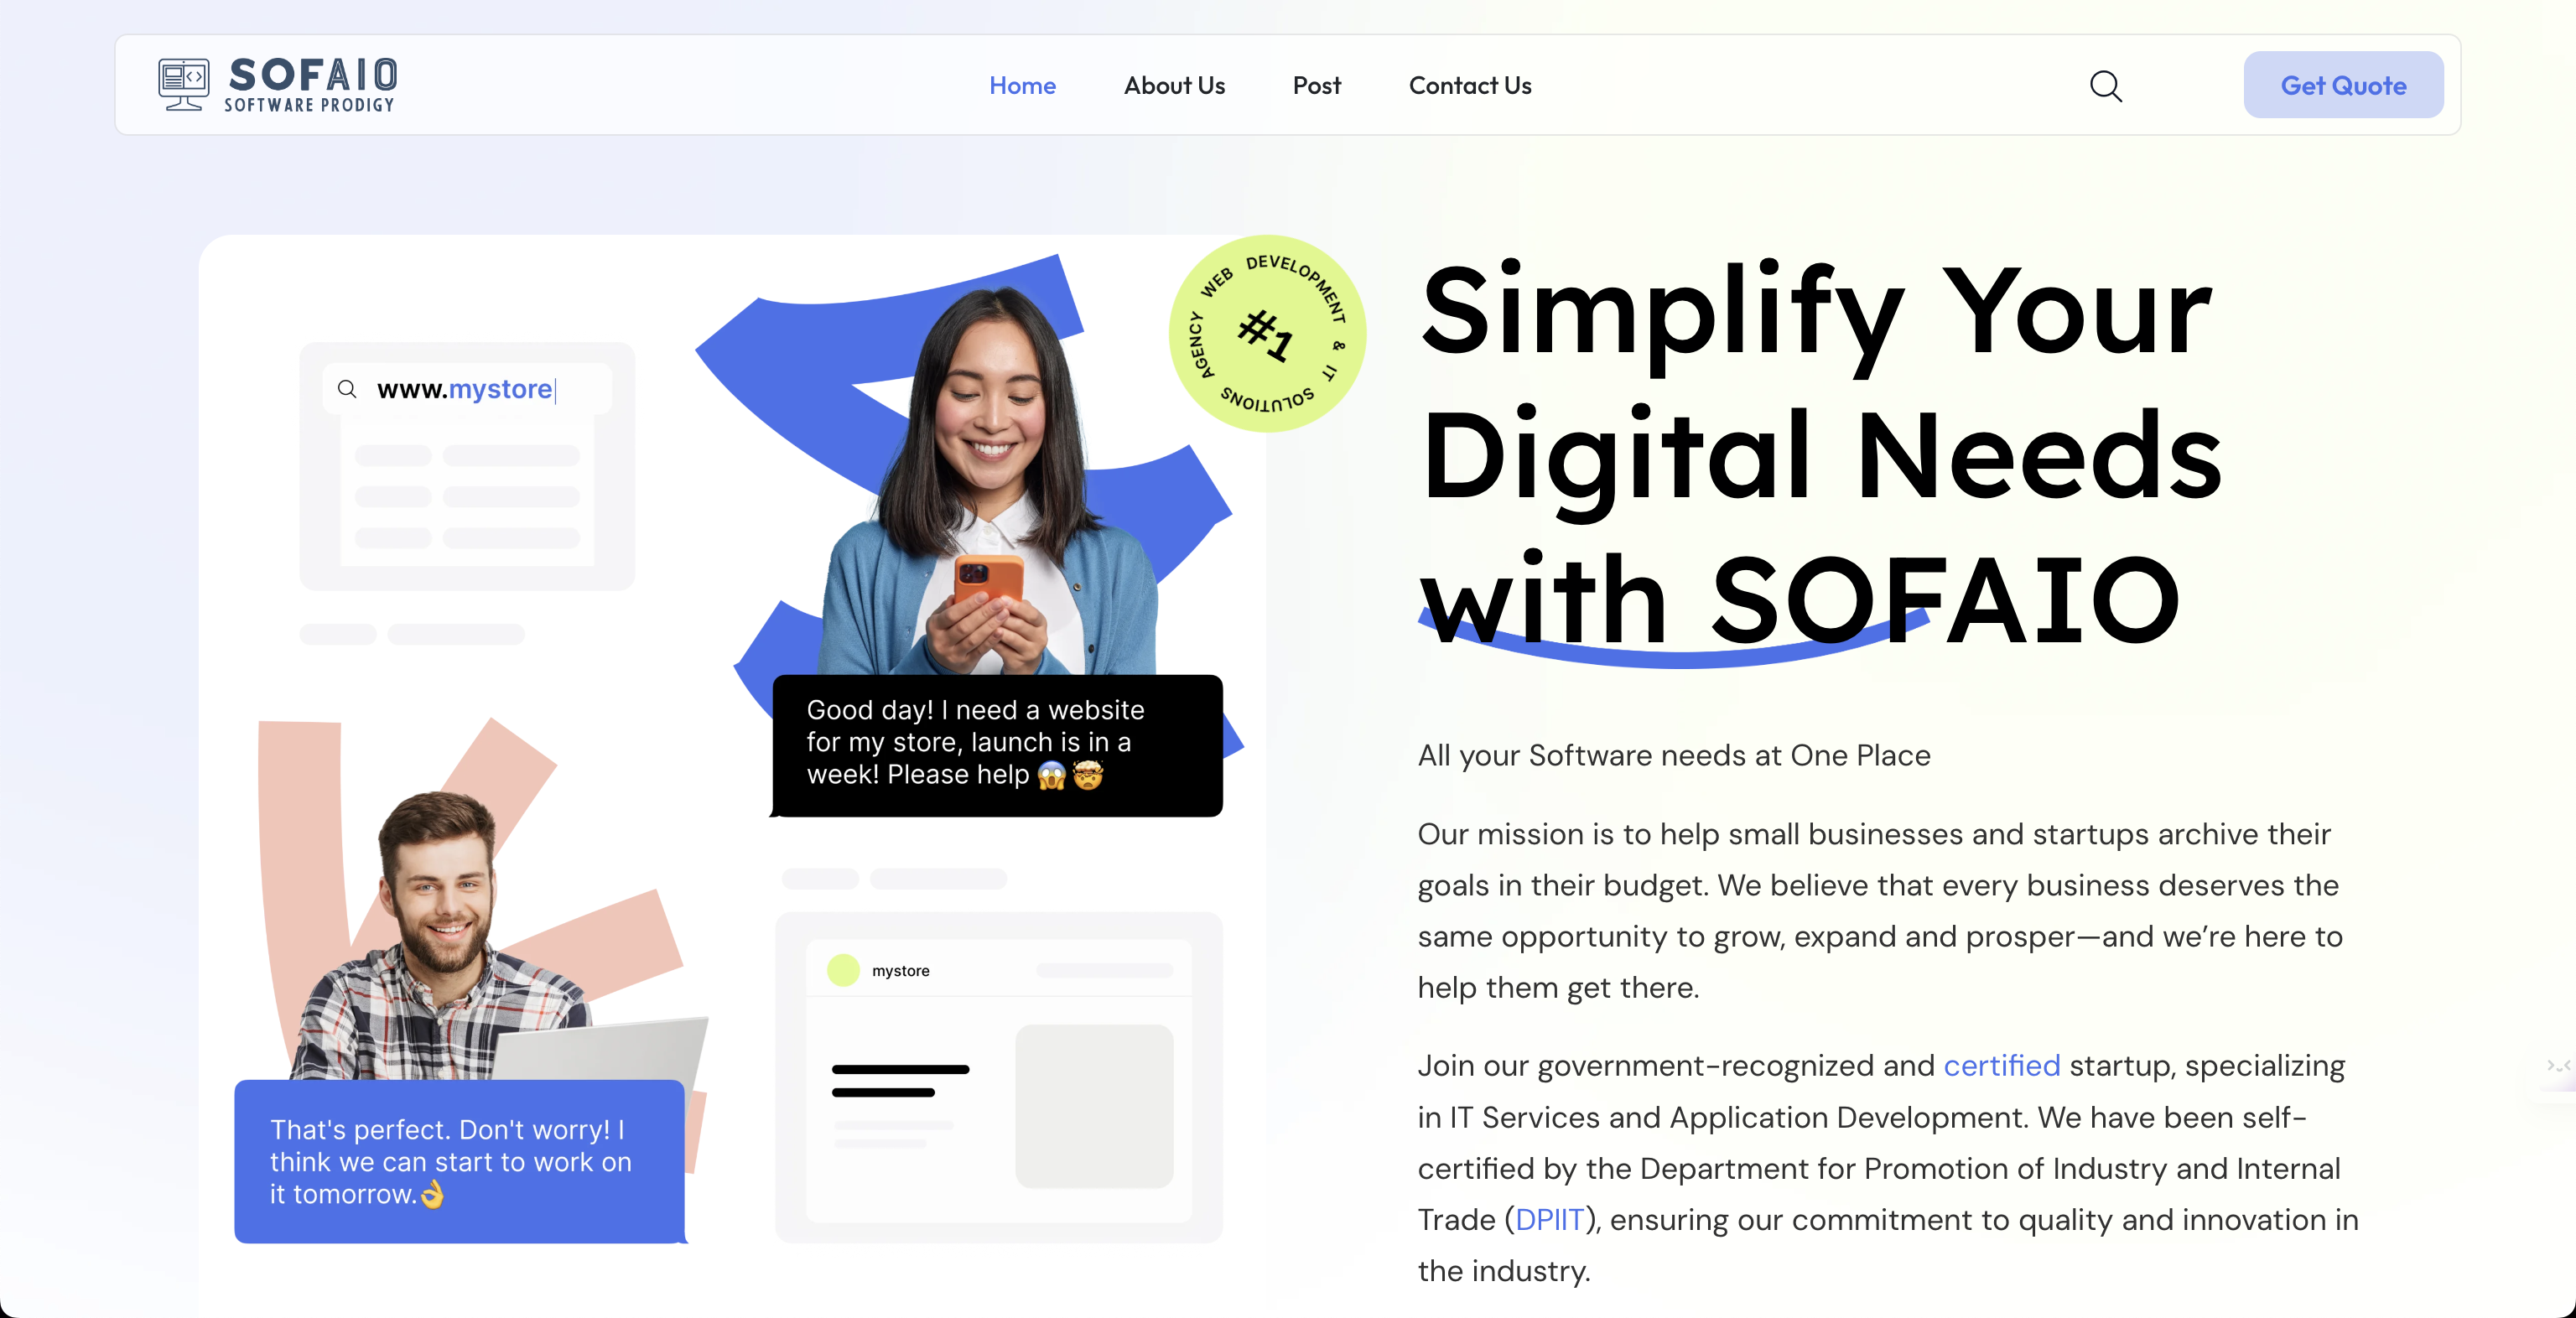 SOFAIO
SOFTWARE PRODIGY
Home
About Us
Post
Contact Us
Get Quote
www.mystore
WEB DEVELOPMENT & IT SOLUTIONS AGENCY
#1
Good day! I need a website
for my store, launch is in a
week! Please help 😱🤯
mystore
That's perfect. Don't worry! I
think we can start to work on
it tomorrow.👌
Simplify Your
Digital Needs
with SOFAIO
All your Software needs at One Place
Our mission is to help small businesses and startups archive their
goals in their budget. We believe that every business deserves the
same opportunity to grow, expand and prosper—and we’re here to
help them get there.
Join our government-recognized and certified startup, specializing
in IT Services and Application Development. We have been self-
certified by the Department for Promotion of Industry and Internal
Trade (DPIIT), ensuring our commitment to quality and innovation in
the industry.